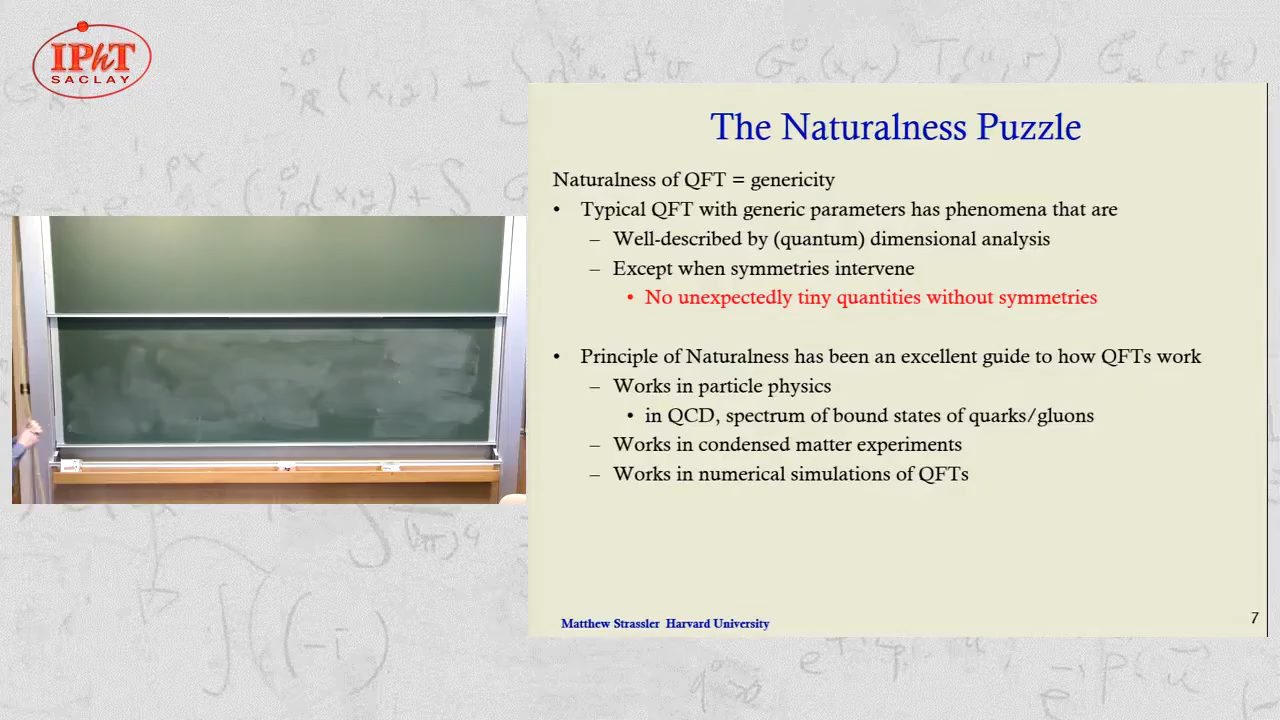 IPhT
SACLAY
The Naturalness Puzzle
Naturalness of QFT = genericity
• Typical QFT with generic parameters has phenomena that are
– Well-described by (quantum) dimensional analysis
– Except when symmetries intervene
• No unexpectedly tiny quantities without symmetries
• Principle of Naturalness has been an excellent guide to how QFTs work
– Works in particle physics
• in QCD, spectrum of bound states of quarks/gluons
– Works in condensed matter experiments
– Works in numerical simulations of QFTs
Matthew Strassler Harvard University
7